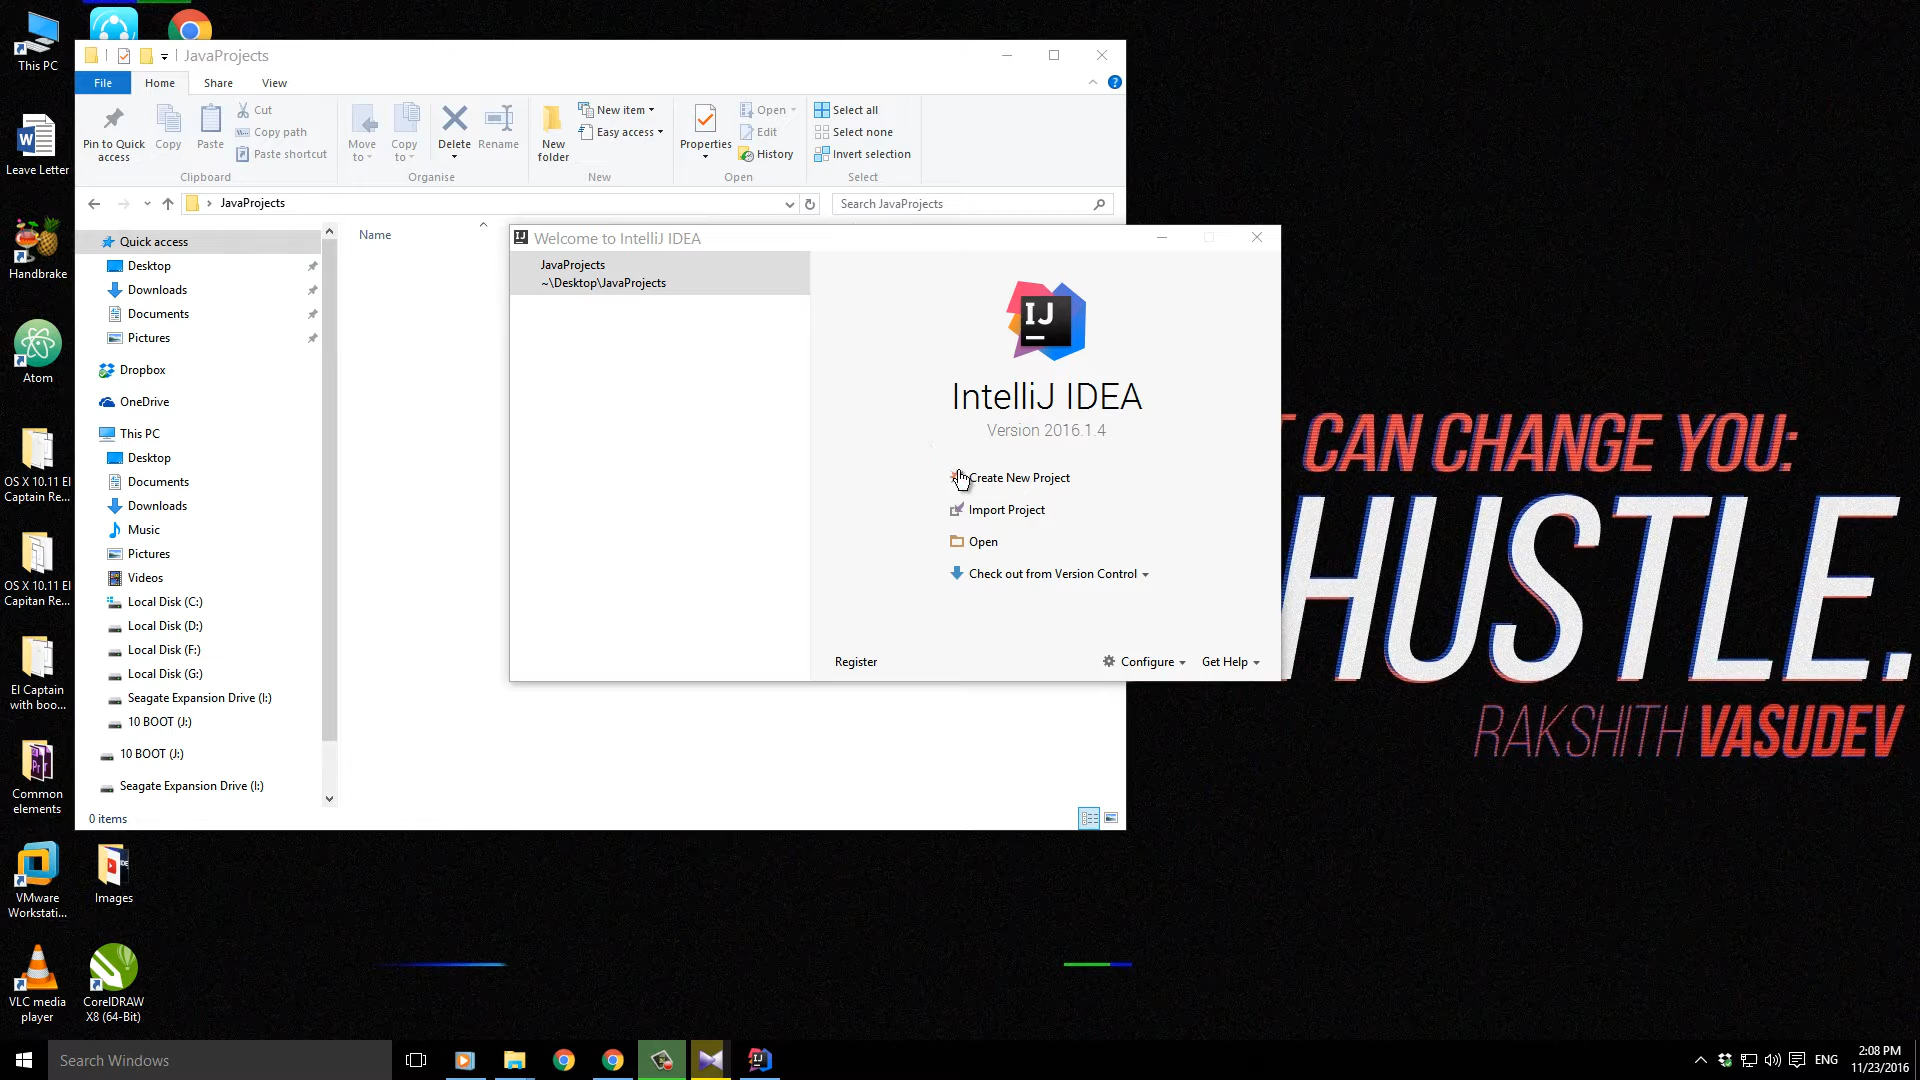 This PC
Leave Letter
Handbrake
Atom
OS X 10.11 El
Captain Re...
OS X 10.11 El
Capitan Re...
El Captain
with boo...
Common
elements
VMware
Workstati...
Images
VLC media
player
CorelDRAW
X8 (64-Bit)
JavaProjects
File
Home
Share
View
Pin to Quick
access
Copy
Paste
Cut
Copy path
Paste shortcut
Clipboard
Move
to
Copy
to
Delete
Rename
Organise
New
folder
New item
Easy access
New
Properties
Open
Edit
History
Open
Select all
Select none
Invert selection
Select
JavaProjects
Search JavaProjects
Quick access
Desktop
Downloads
Documents
Pictures
Dropbox
OneDrive
This PC
Desktop
Documents
Downloads
Music
Pictures
Videos
Local Disk (C:)
Local Disk (D:)
Local Disk (F:)
Local Disk (G:)
Seagate Expansion Drive (I:)
10 BOOT (J:)
10 BOOT (J:)
Seagate Expansion Drive (I:)
Name
0 items
Welcome to IntelliJ IDEA
JavaProjects
~\Desktop\JavaProjects
IJ
IntelliJ IDEA
Version 2016.1.4
Create New Project
Import Project
Open
Check out from Version Control
Register
Configure
Get Help
CAN CHANGE YOU:
HUSTLE.
RAKSHITH VASUDEV
Search Windows
ENG
2:08 PM
11/23/2016